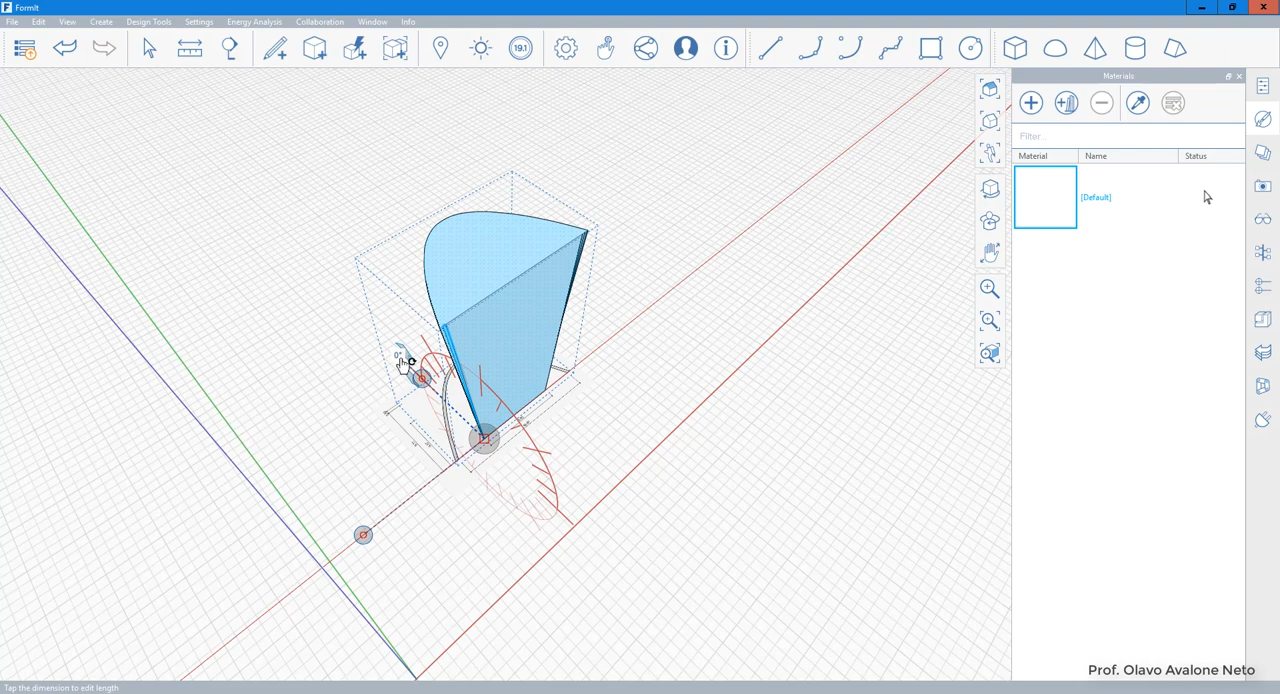 FormIt
File Edit View Create Design Tools Settings Energy Analysis Collaboration Window Info
19.1
Materials
Filter...
Material Name Status
[Default]
0°
Prof. Olavo Avalone Neto
Tap the dimension to edit length